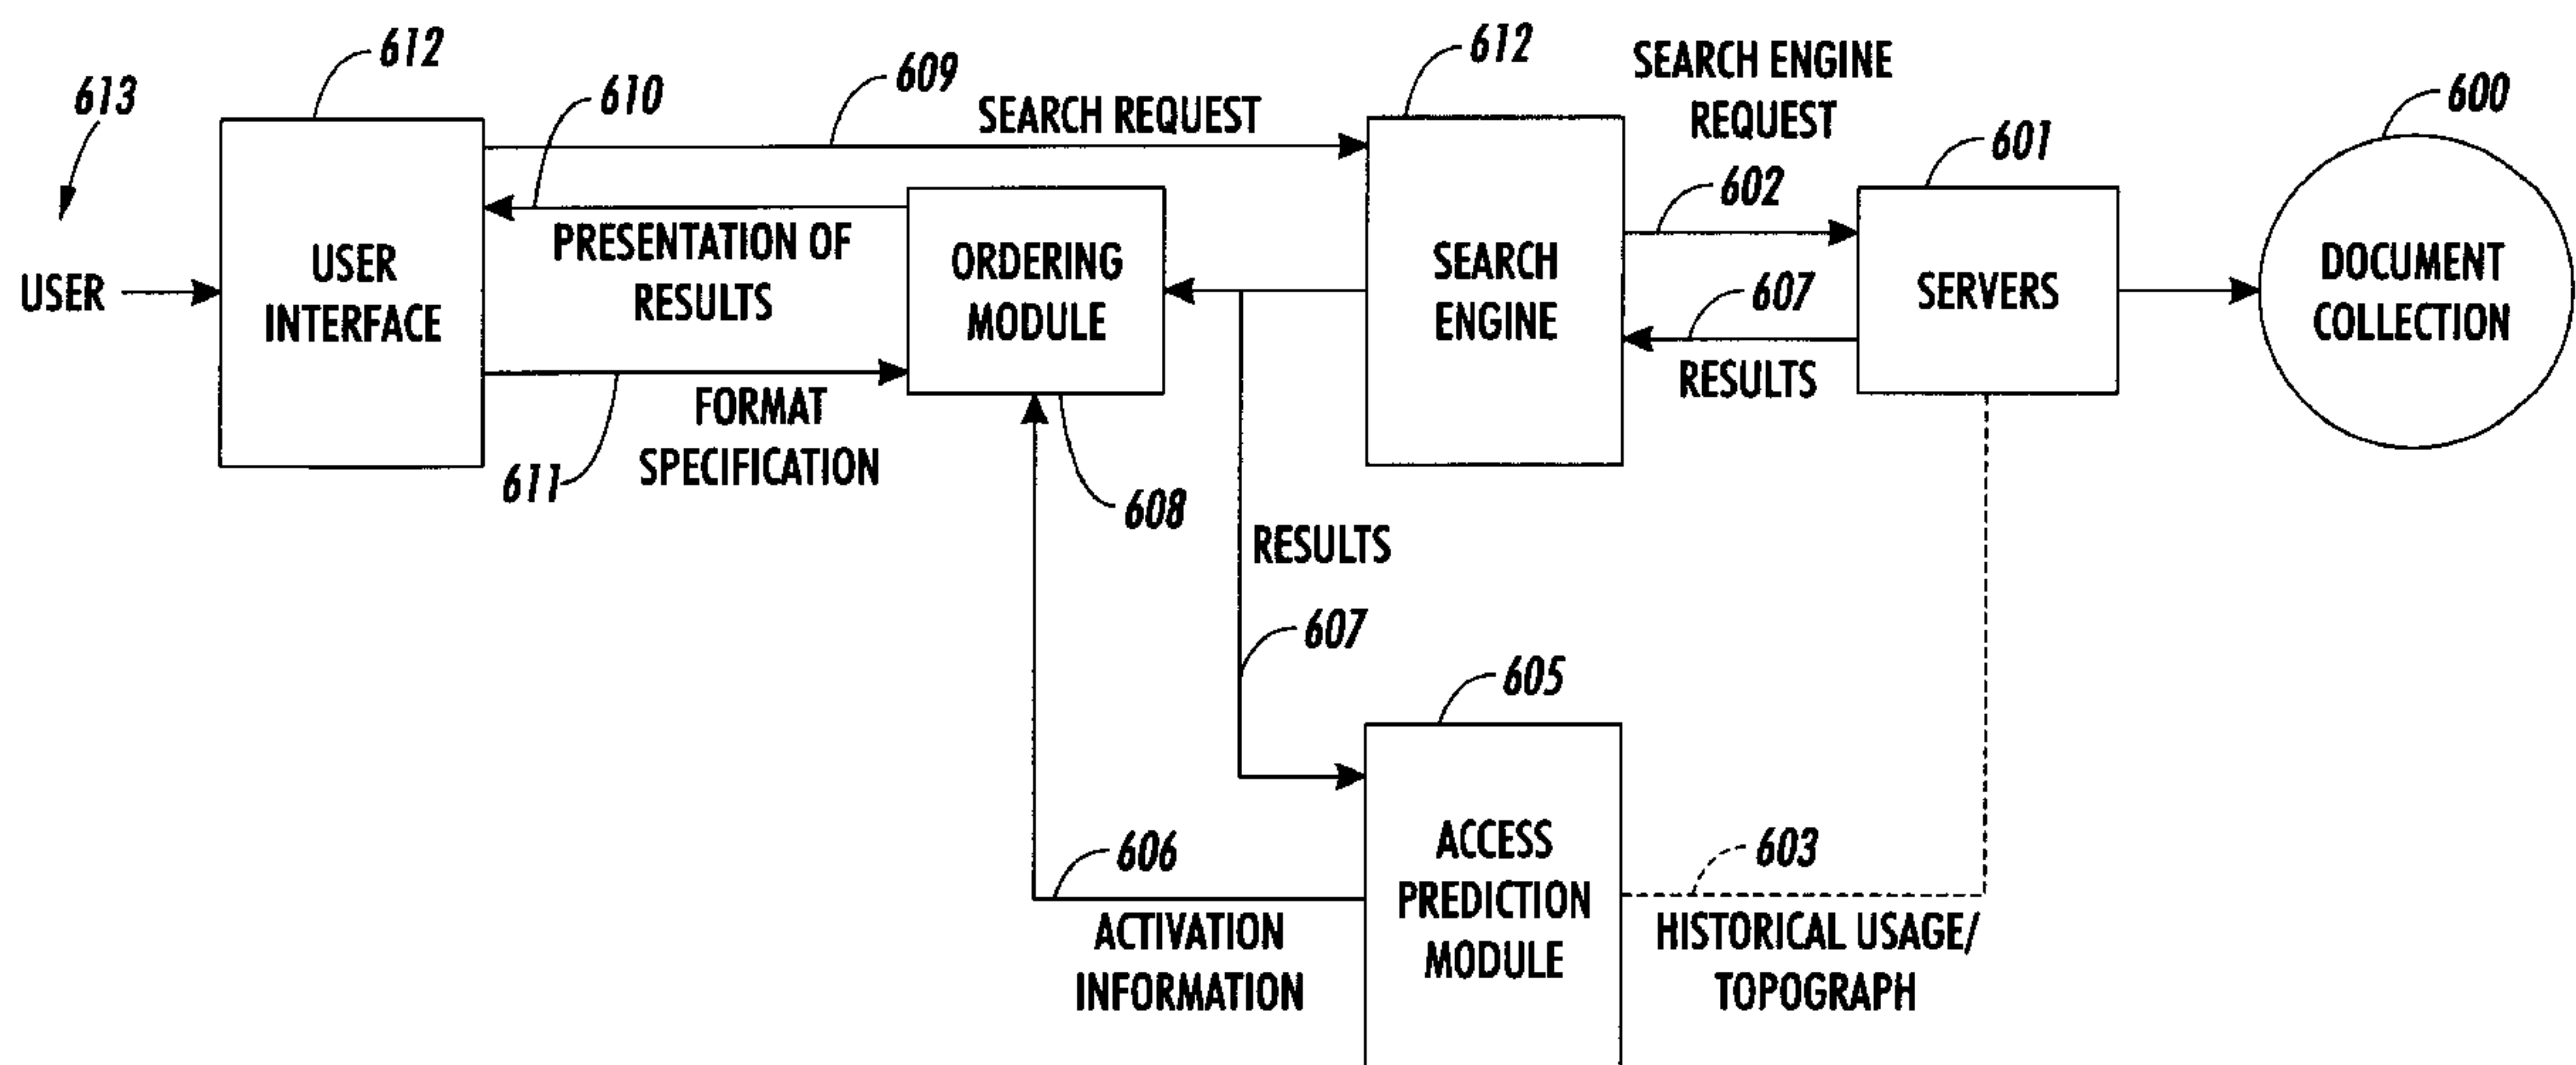 612
612
SEARCH ENGINE
REQUEST
613
610
609
SEARCH REQUEST
600
601
602
USER
USER
INTERFACE
PRESENTATION OF
RESULTS
ORDERING
MODULE
SEARCH
ENGINE
607
RESULTS
SERVERS
DOCUMENT
COLLECTION
611
FORMAT
SPECIFICATION
608
RESULTS
607
605
606
ACTIVATION
INFORMATION
ACCESS
PREDICTION
MODULE
603
HISTORICAL USAGE/
TOPOGRAPH